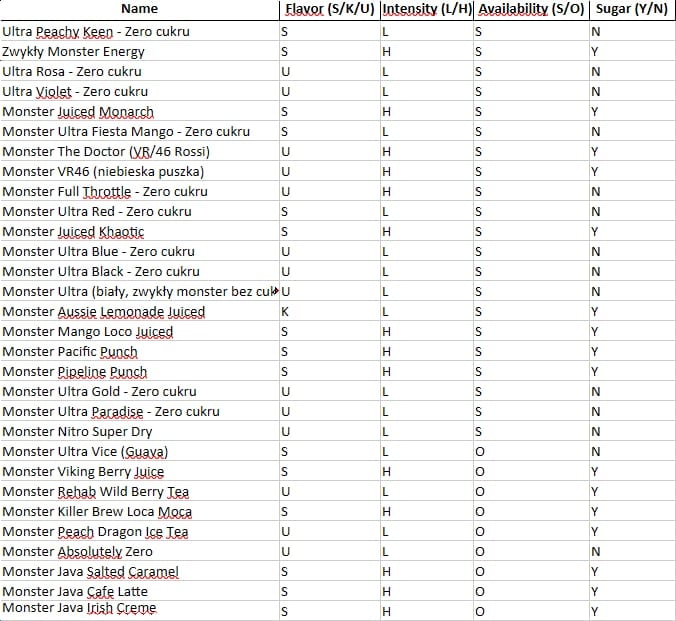 Name Flavor (S/K/U) Intensity (L/H) Availability (S/O) Sugar (Y/N)
Ultra Peachy Keen - Zero cukru S L S N
Zwykły Monster Energy S H S Y
Ultra Rosa - Zero cukru U L S N
Ultra Violet - Zero cukru U L S N
Monster Juiced Monarch S H S Y
Monster Ultra Fiesta Mango - Zero cukru S L S N
Monster The Doctor (VR/46 Rossi) U H S Y
Monster VR46 (niebieska puszka) U H S Y
Monster Full Throttle - Zero cukru U H S N
Monster Ultra Red - Zero cukru S L S N
Monster Juiced Khaotic S H S Y
Monster Ultra Blue - Zero cukru U L S N
Monster Ultra Black - Zero cukru U L S N
Monster Ultra (biały, zwykły monster bez cuk U L S N
Monster Aussie Lemonade Juiced K L S Y
Monster Mango Loco Juiced S H S Y
Monster Pacific Punch S H S Y
Monster Pipeline Punch S H S Y
Monster Ultra Gold - Zero cukru U L S N
Monster Ultra Paradise - Zero cukru U L S N
Monster Nitro Super Dry U L S N
Monster Ultra Vice (Guava) S L O N
Monster Viking Berry Juice S H O Y
Monster Rehab Wild Berry Tea U L O Y
Monster Killer Brew Loca Moca S H O Y
Monster Peach Dragon Ice Tea U L O Y
Monster Absolutely Zero U L O N
Monster Java Salted Caramel S H O Y
Monster Java Cafe Latte S H O Y
Monster Java Irish Creme S H O Y